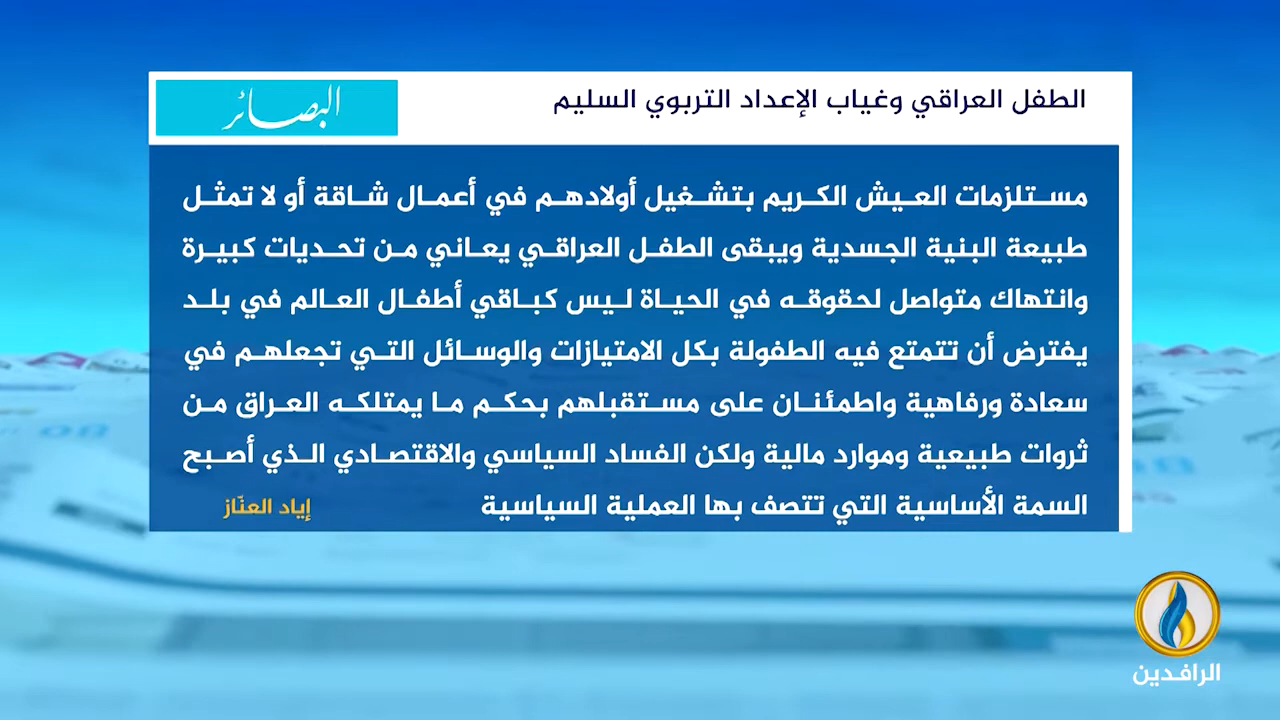 الطفل العراقي وغياب الإعداد التربوي السليم
البصائر
مستلزمات العيش الكريم بتشغيل أولادهم في أعمال شاقة أو لا تمثل
طبيعة البنية الجسدية ويبقى الطفل العراقي يعاني من تحديات كبيرة
وانتهاك متواصل لحقوقه في الحياة ليس كباقي أطفال العالم في بلد
يفترض أن تتمتع فيه الطفولة بكل الامتيازات والوسائل التي تجعلهم في
سعادة ورفاهية واطمئنان على مستقبلهم بحكم ما يمتلكه العراق من
ثروات طبيعية وموارد مالية ولكن الفساد السياسي والاقتصادي الذي أصبح
السمة الأساسية التي تتصف بها العملية السياسية
إياد العنّاز
الرافدين